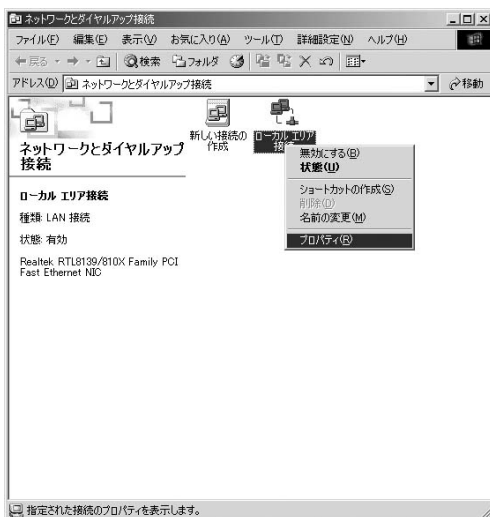 ネットワークとダイヤルアップ接続
ファイル(F) 編集(E) 表示(V) お気に入り(A) ツール(T) 詳細設定(N) ヘルプ(H)
戻る 検索 フォルダ
アドレス(D) ネットワークとダイヤルアップ接続 移動
ネットワークとダイヤルアップ
接続
ローカル エリア接続
種類: LAN 接続
状態: 有効
Realtek RTL8139/810X Family PCI
Fast Ethernet NIC
新しい接続の
作成
ローカル エリア
接続
無効にする(B)
状態(U)
ショートカットの作成(S)
削除(D)
名前の変更(M)
プロパティ(R)
指定された接続のプロパティを表示します。